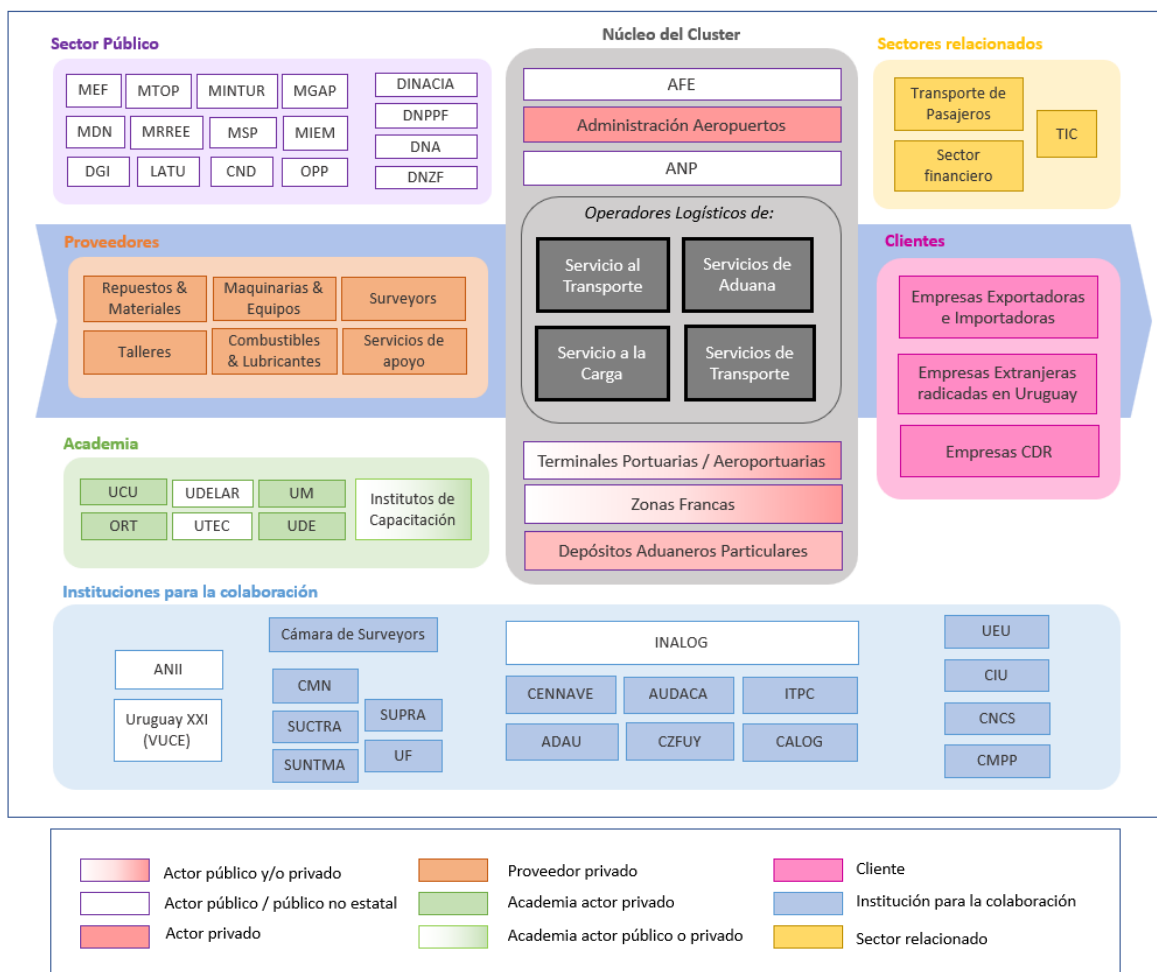 Sector Público
MEF
MTOP
MINTUR
MGAP
MDN
MRREE
MSP
MIEM
DGI
LATU
CND
OPP
DINACIA
DNPPF
DNA
DNZF
Núcleo del Cluster
AFE
Administración Aeropuertos
ANP
Operadores Logísticos de:
Servicio al
Transporte
Servicios de
Aduana
Servicio a la
Carga
Servicios de
Transporte
Terminales Portuarias / Aeroportuarias
Zonas Francas
Depósitos Aduaneros Particulares
Sectores relacionados
Transporte de
Pasajeros
Sector
financiero
TIC
Proveedores
Repuestos &
Materiales
Maquinarias &
Equipos
Surveyors
Talleres
Combustibles
& Lubricantes
Servicios de
apoyo
Clientes
Empresas Exportadoras
e Importadoras
Empresas Extranjeras
radicadas en Uruguay
Empresas CDR
Academia
UCU
UDELAR
UM
ORT
UTEC
UDE
Institutos de
Capacitación
Instituciones para la colaboración
ANII
Uruguay XXI
(VUCE)
Cámara de Surveyors
CMN
SUCTRA
SUNTMA
SUPRA
UF
INALOG
CENNAVE
AUDACA
ITPC
ADAU
CZFUY
CALOG
UEU
CIU
CNCS
CMPP
Actor público y/o privado
Actor público / público no estatal
Actor privado
Proveedor privado
Academia actor privado
Academia actor público o privado
Cliente
Institución para la colaboración
Sector relacionado